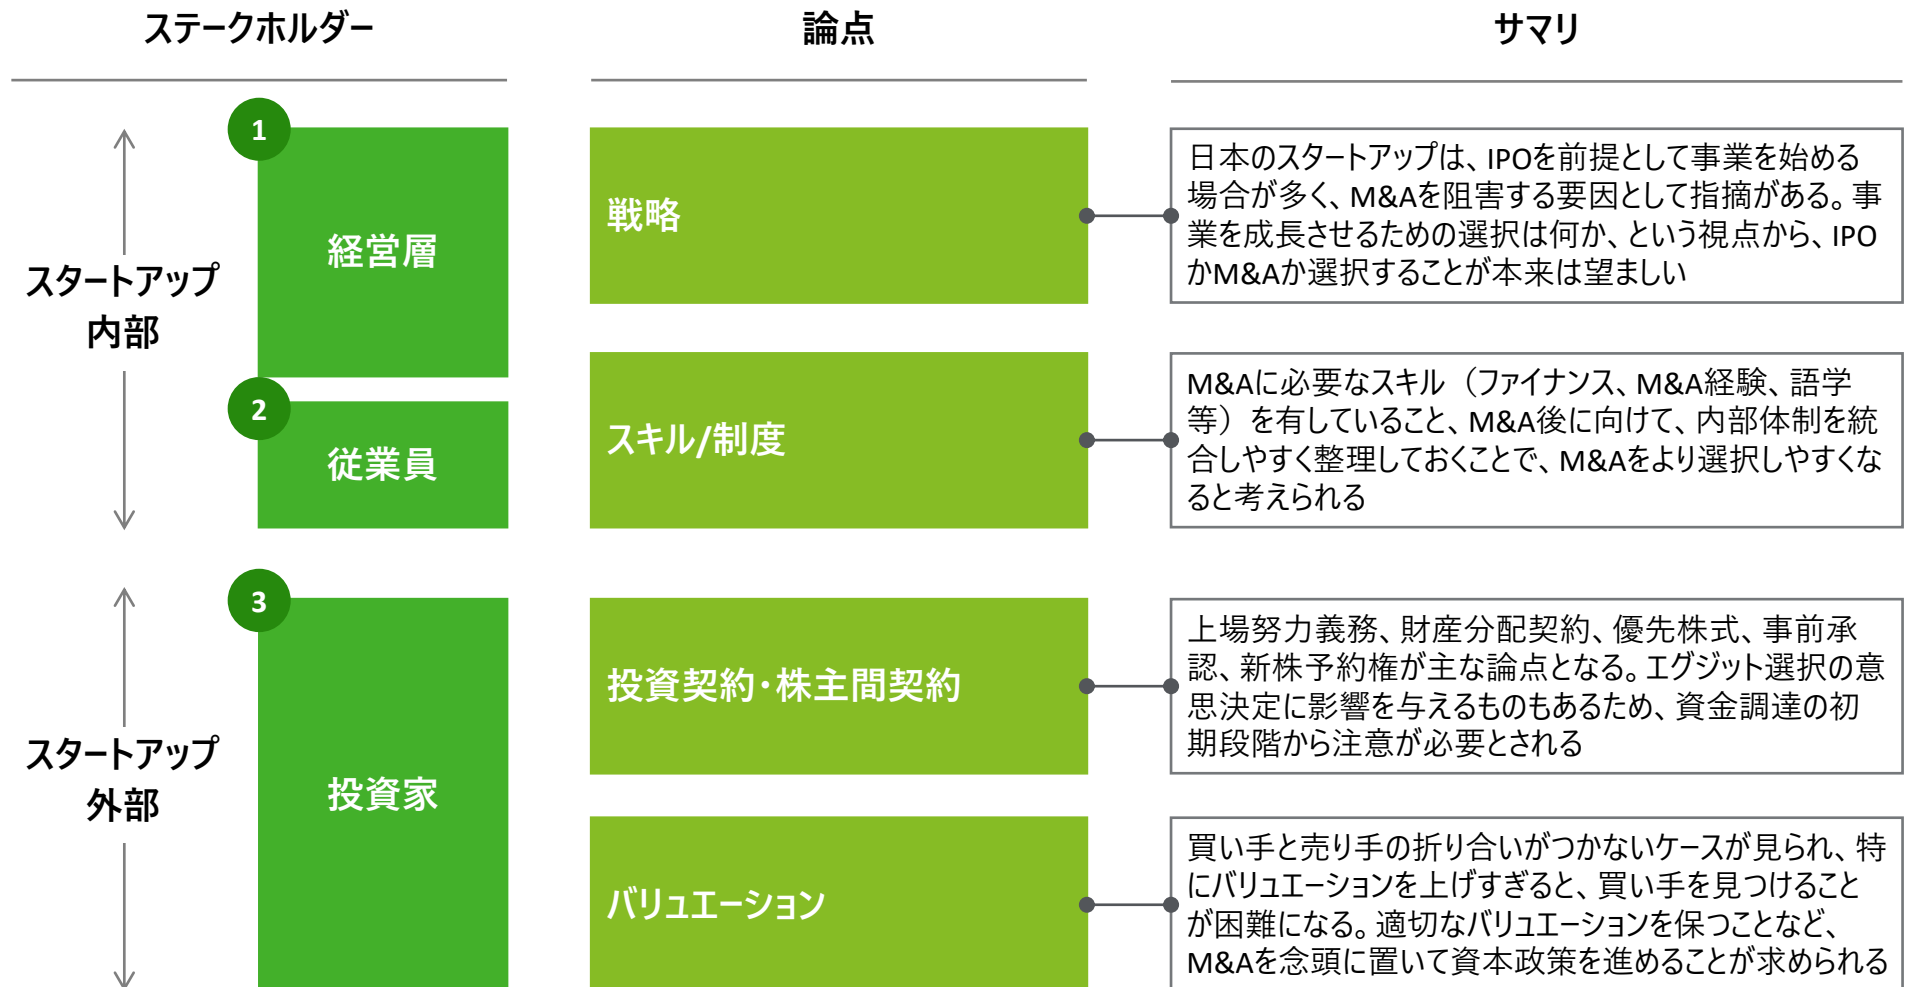 ステークホルダー
論点
サマリ
スタートアップ
内部
1
経営層
2
従業員
戦略
日本のスタートアップは、IPOを前提として事業を始める
場合が多く、M&Aを阻害する要因として指摘がある。事
業を成長させるための選択は何か、という視点から、IPO
かM&Aか選択することが本来は望ましい
スキル/制度
M&Aに必要なスキル（ファイナンス、M&A経験、語学
等）を有していること、M&A後に向けて、内部体制を統
合しやすく整理しておくことで、M&Aをより選択しやすくな
ると考えられる
スタートアップ
外部
3
投資家
投資契約・株主間契約
上場努力義務、財産分配契約、優先株式、事前承
認、新株予約権が主な論点となる。エグジット選択の意
思決定に影響を与えるものもあるため、資金調達の初
期段階から注意が必要とされる
バリュエーション
買い手と売り手の折り合いがつかないケースが見られ、特
にバリュエーションを上げすぎると、買い手を見つけること
が困難になる。適切なバリュエーションを保つことなど、
M&Aを念頭に置いて資本政策を進めることが求められる